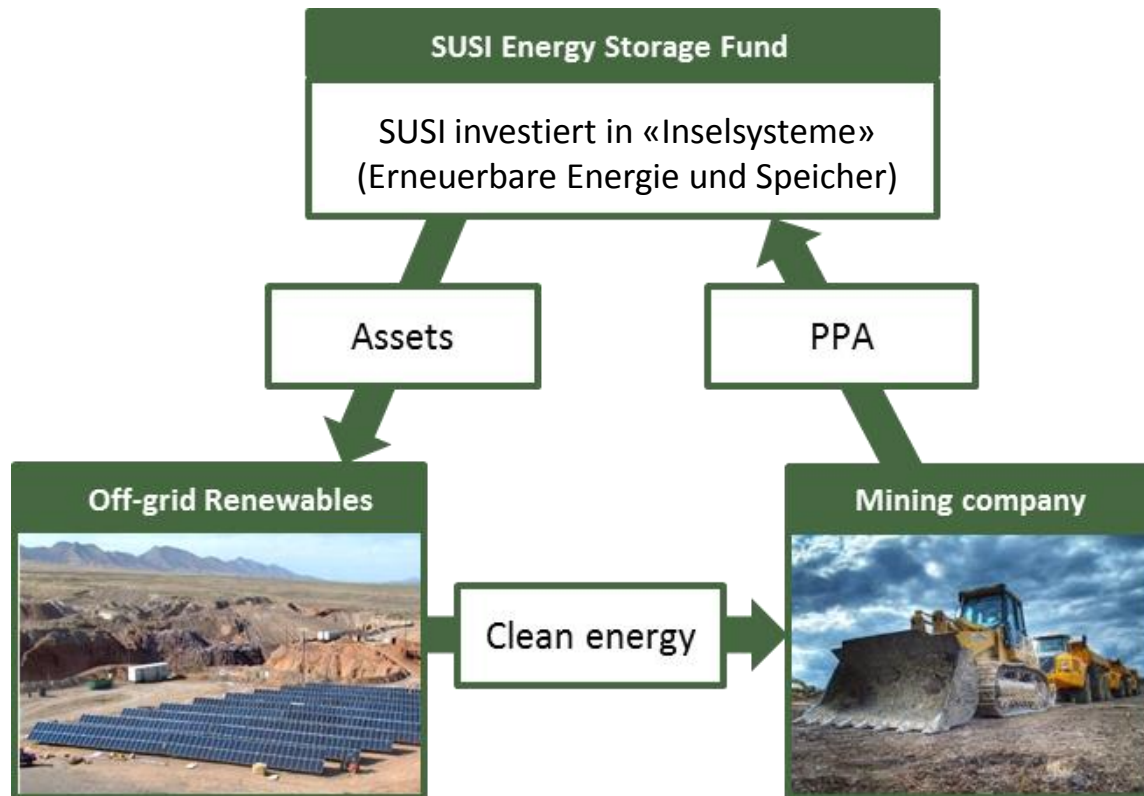 SUSI Energy Storage Fund
SUSI investiert in «Inselsysteme»
(Erneuerbare Energie und Speicher)
Assets
PPA
Off-grid Renewables
Mining company
Clean energy